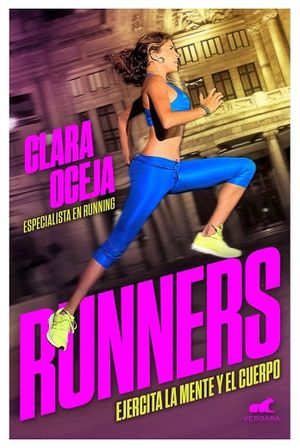 CLARA
OCEJA
ESPECIALISTA EN RUNNING
RUNNERS
EJERCITA LA MENTE Y EL CUERPO
VERGARA